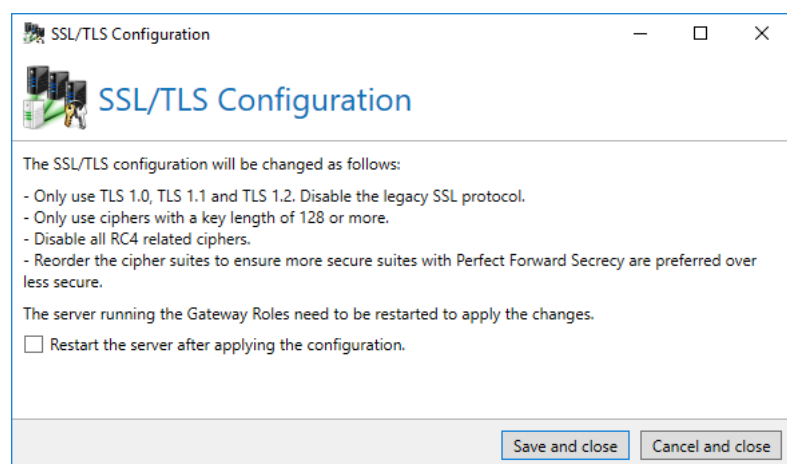 SSL/TLS Configuration
SSL/TLS Configuration
The SSL/TLS configuration will be changed as follows:
- Only use TLS 1.0, TLS 1.1 and TLS 1.2. Disable the legacy SSL protocol.
- Only use ciphers with a key length of 128 or more.
- Disable all RC4 related ciphers.
- Reorder the cipher suites to ensure more secure suites with Perfect Forward Secrecy are preferred over
less secure.
The server running the Gateway Roles need to be restarted to apply the changes.
Restart the server after applying the configuration.
Save and close
Cancel and close